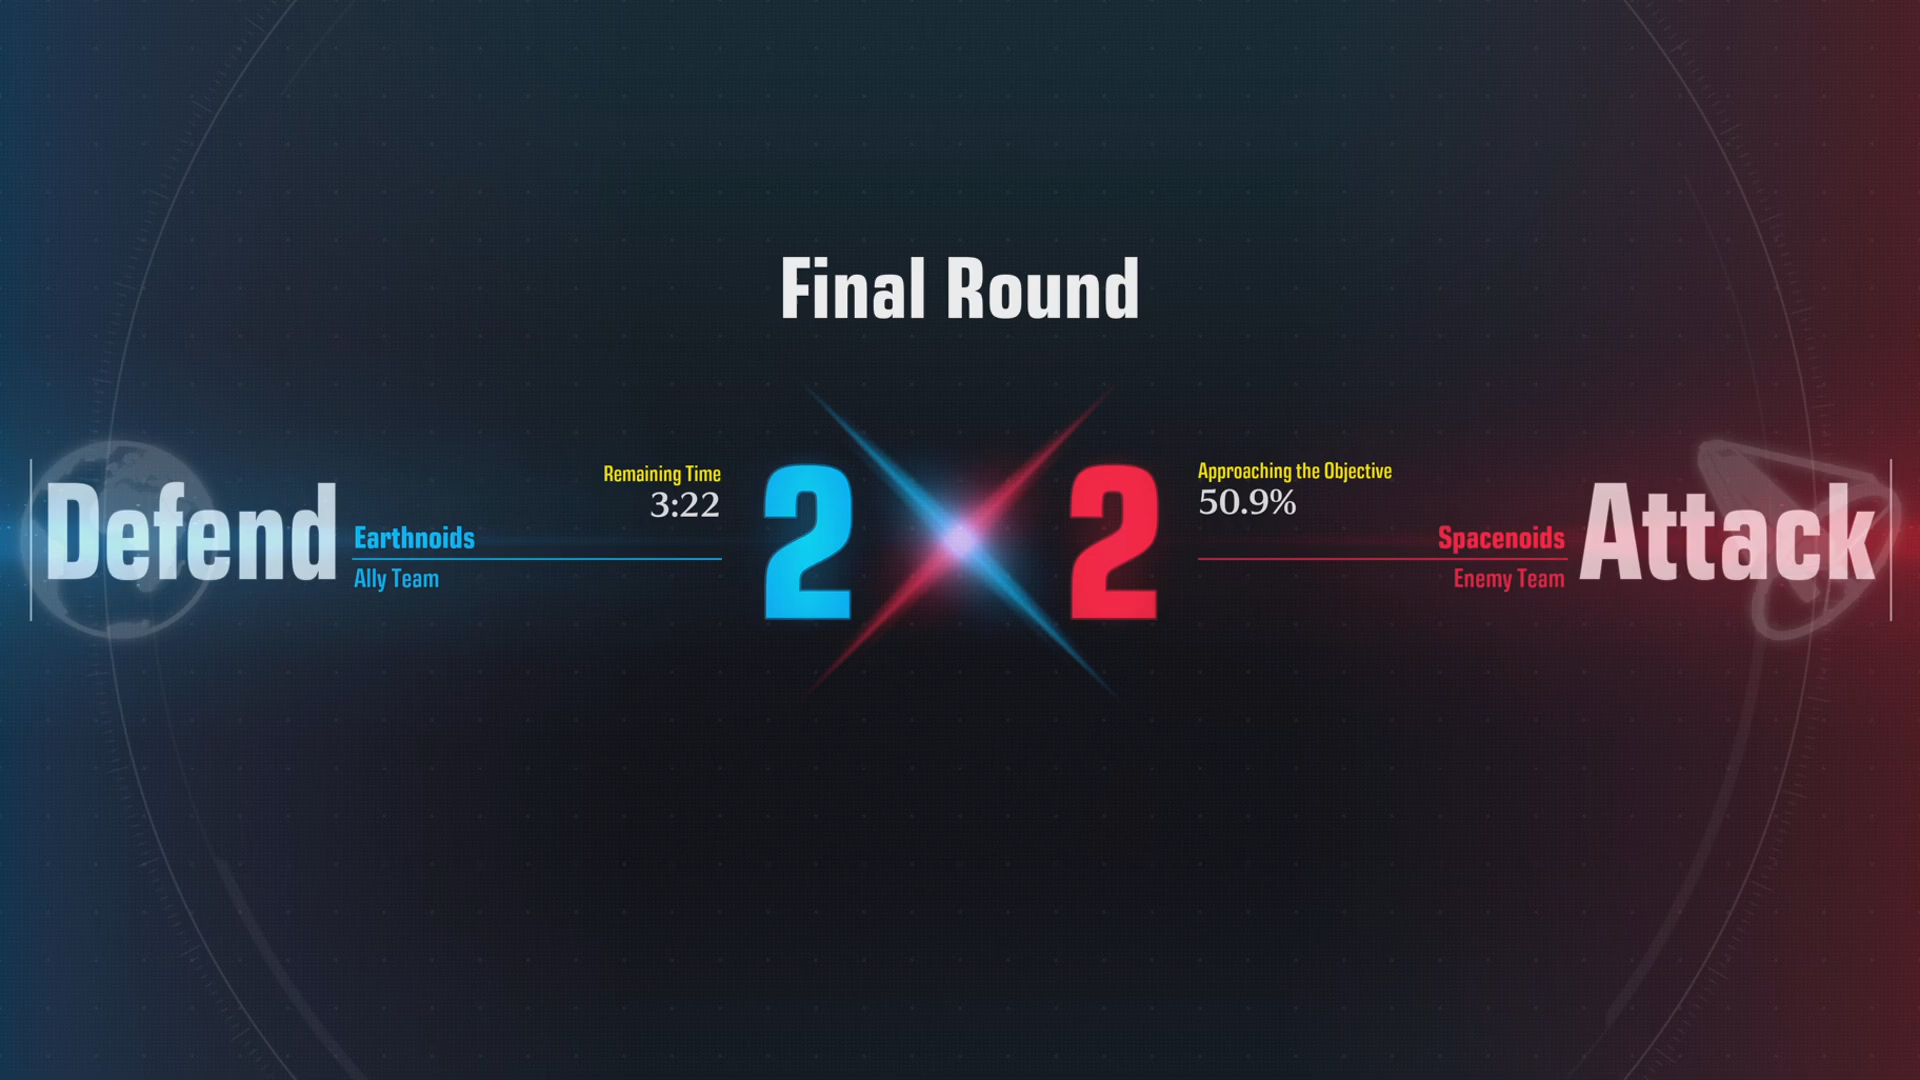 Final Round
Defend
Earthnoids
Ally Team
Remaining Time
3:22
2
2
Approaching the Objective
50.9%
Spacenoids
Enemy Team
Attack